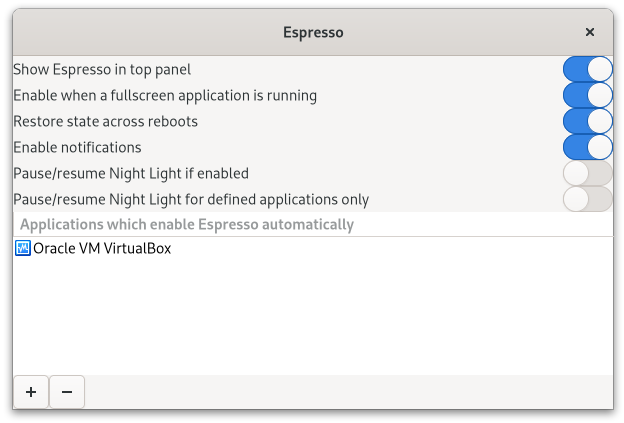 Espresso
Show Espresso in top panel
Enable when a fullscreen application is running
Restore state across reboots
Enable notifications
Pause/resume Night Light if enabled
Pause/resume Night Light for defined applications only
Applications which enable Espresso automatically
Oracle VM VirtualBox